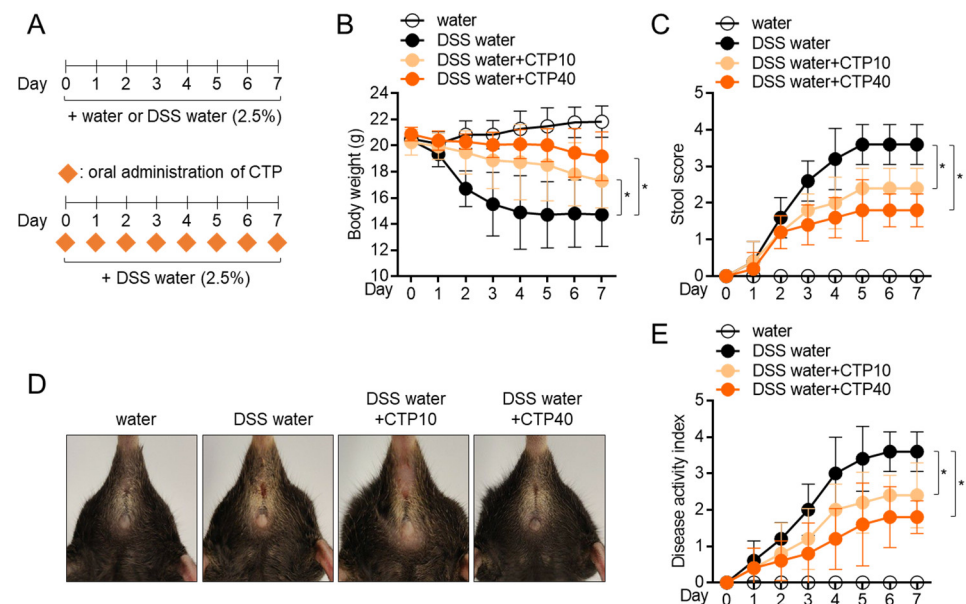 A
Day 0 1 2 3 4 5 6 7
+ water or DSS water (2.5%)
: oral administration of CTP
Day 0 1 2 3 4 5 6 7
+ DSS water (2.5%)
B
water
DSS water
DSS water+CTP10
DSS water+CTP40
Body weight (g)
24
22
20
18
16
14
12
10
* *
Day 0 1 2 3 4 5 6 7
C
water
DSS water
DSS water+CTP10
DSS water+CTP40
Stool score
5
4
3
2
1
0
* *
Day 0 1 2 3 4 5 6 7
D
water
DSS water
DSS water
+CTP10
DSS water
+CTP40
E
water
DSS water
DSS water+CTP10
DSS water+CTP40
Disease activity index
5
4
3
2
1
0
* *
Day 0 1 2 3 4 5 6 7